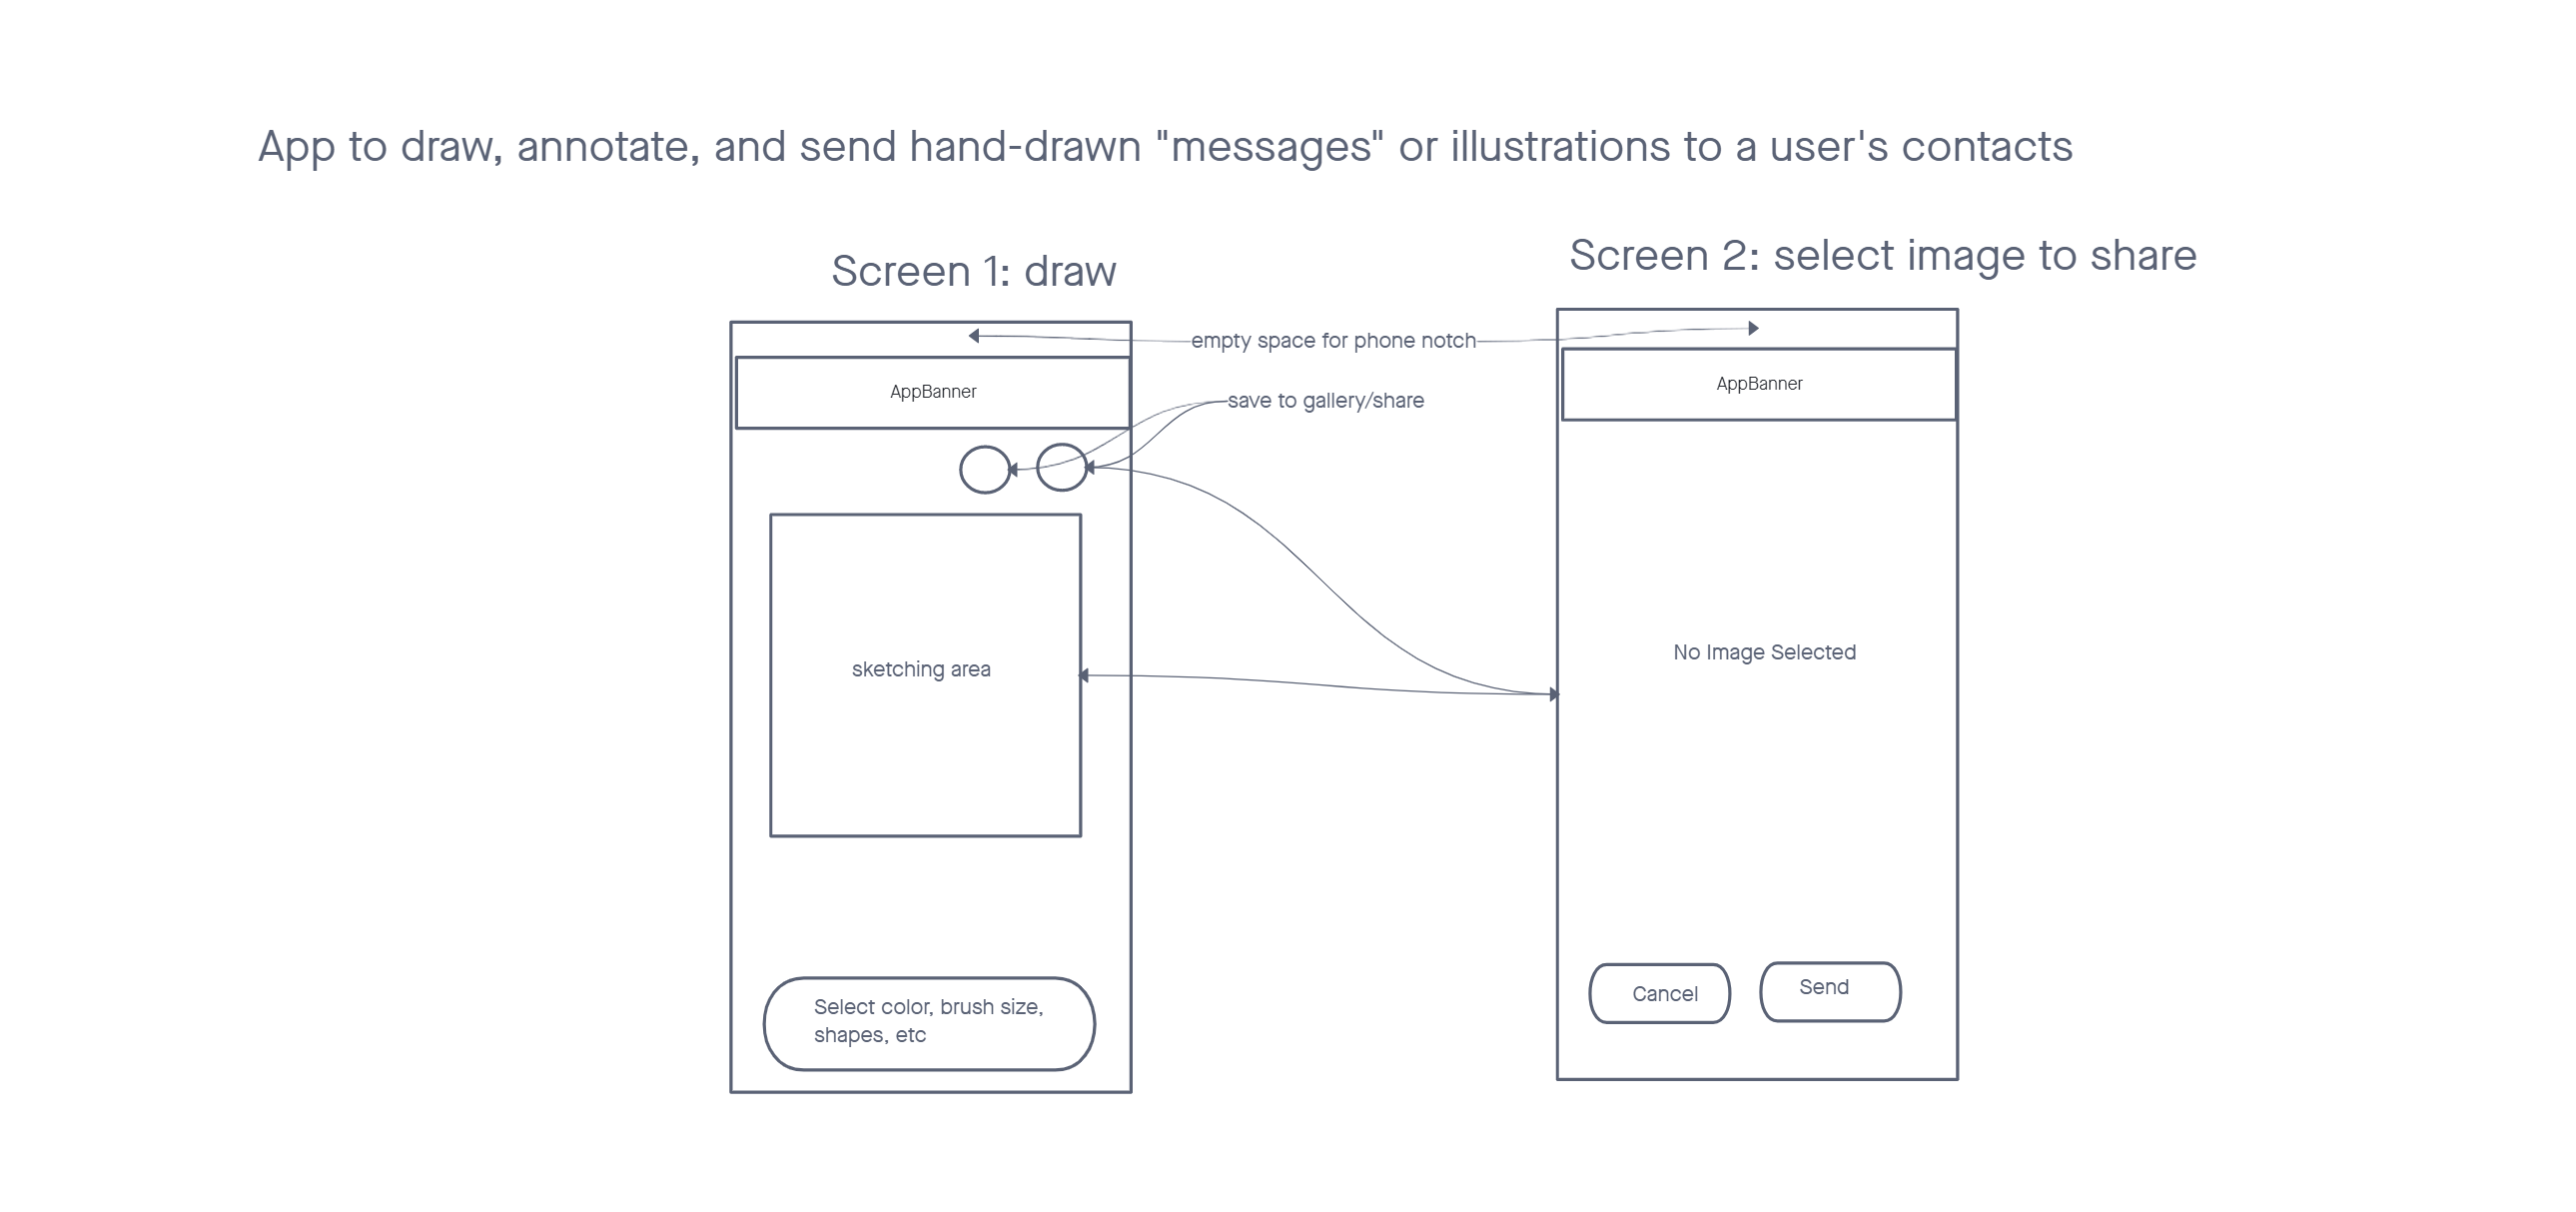 App to draw, annotate, and send hand-drawn "messages" or illustrations to a user's contacts
Screen 1: draw
Screen 2: select image to share
empty space for phone notch
AppBanner
AppBanner
save to gallery/share
sketching area
No Image Selected
Select color, brush size,
shapes, etc
Cancel
Send